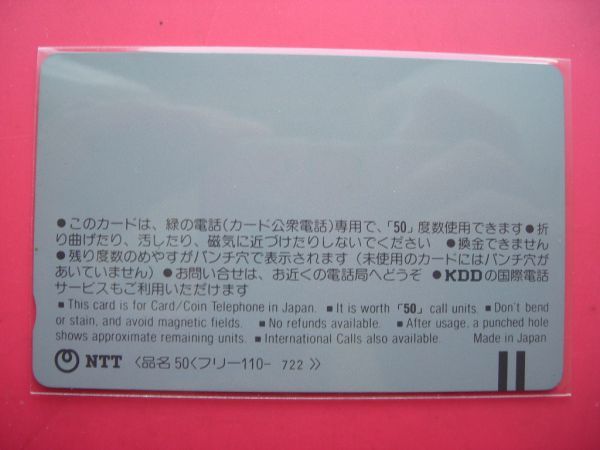 ●このカードは、緑の電話(カード公衆電話)専用で、「50」度数使用できます●折
り曲げたり、汚したり、磁気に近づけたりしないでください ●換金できません
●残り度数のめやすがパンチ穴で表示されます(未使用のカードにはパンチ穴
があいていません)●お問い合せは、お近くの電話局へどうぞ ●KDDの国際電話
サービスもご利用いただけます
■ This card is for Card/Coin Telephone in Japan. ■ It is worth 「50」 call units. ■ Don't bend
or stain, and avoid magnetic fields. ■ No refunds available. ■ After usage, a punched hole
shows approximate remaining units. ■ International Calls also available. Made in Japan
NTT 〈品名 50〈フリー110- 722 〉〉